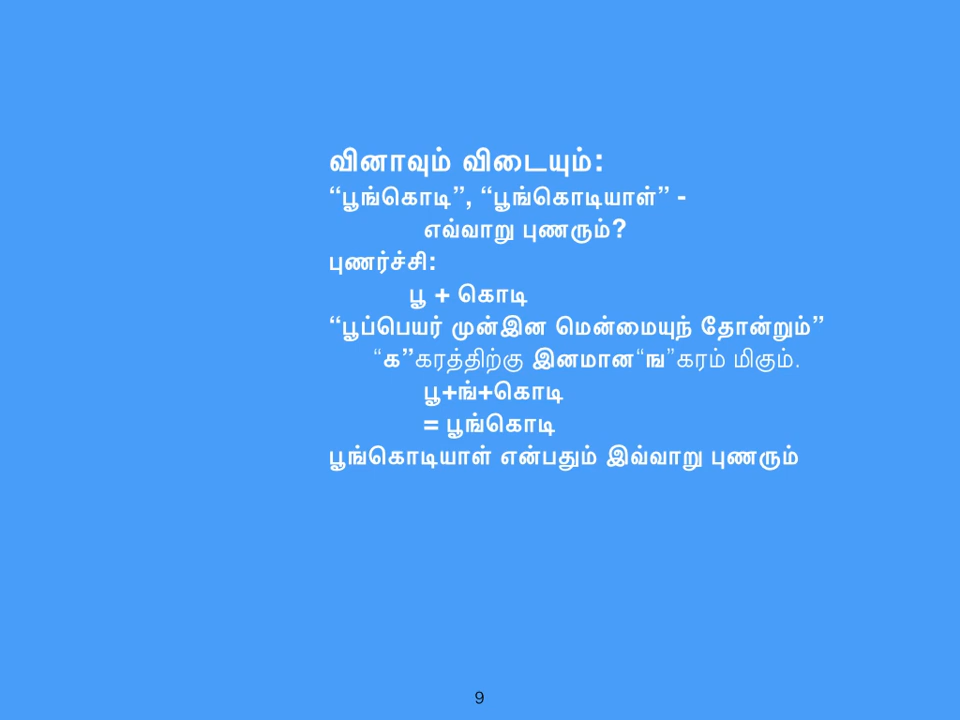 வினாவும் விடையும்:
“பூங்கொடி”, “பூங்கொடியாள்” -
எவ்வாறு புணரும்?
புணர்ச்சி:
பூ + கொடி
“பூப்பெயர் முன்இன மென்மையுந் தோன்றும்”
“க”கரத்திற்கு இனமான“ங”கரம் மிகும்.
பூ+ங்+கொடி
= பூங்கொடி
பூங்கொடியாள் என்பதும் இவ்வாறு புணரும்
9